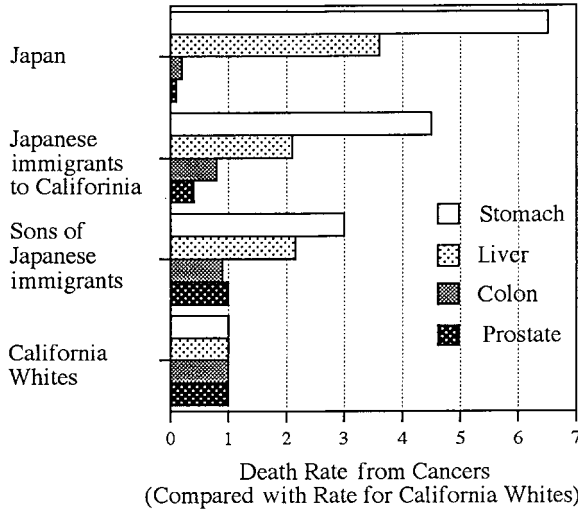 Japan
Japanese
immigrants
to Califorinia
Sons of
Japanese
immigrants
California
Whites
Stomach
Liver
Colon
Prostate
0 1 2 3 4 5 6 7
Death Rate from Cancers
(Compared with Rate for California Whites)